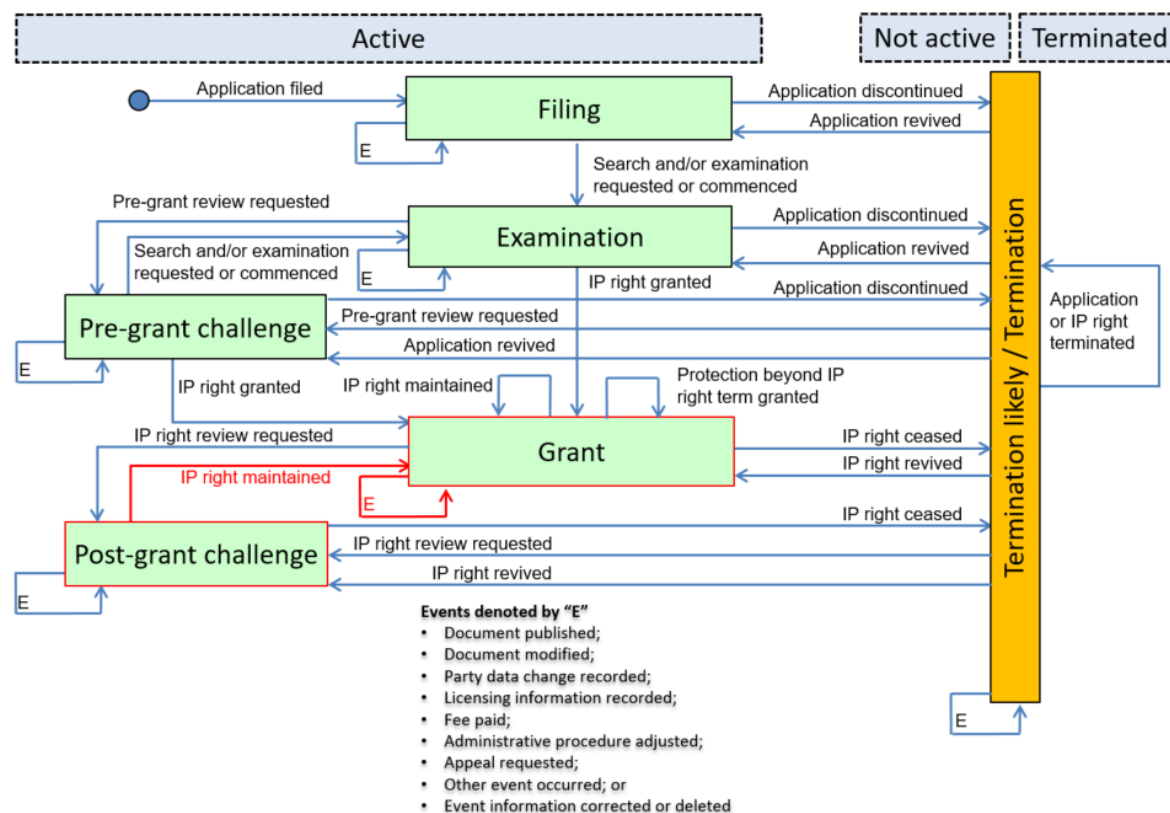 Active
Not active
Terminated
Application filed
Filing
Application discontinued
Application revived
E
Search and/or examination
requested or commenced
Pre-grant review requested
Examination
Application discontinued
Search and/or examination
requested or commenced
E
Application revived
IP right granted
Application discontinued
Pre-grant challenge
Pre-grant review requested
Application revived
E
IP right granted
IP right maintained
Protection beyond IP
right term granted
Application
or IP right
terminated
Termination likely / Termination
IP right review requested
Grant
IP right ceased
IP right revived
IP right maintained
E
IP right ceased
Post-grant challenge
IP right review requested
IP right revived
E
Events denoted by “E”
• Document published;
• Document modified;
• Party data change recorded;
• Licensing information recorded;
• Fee paid;
• Administrative procedure adjusted;
• Appeal requested;
• Other event occurred; or
• Event information corrected or deleted
E